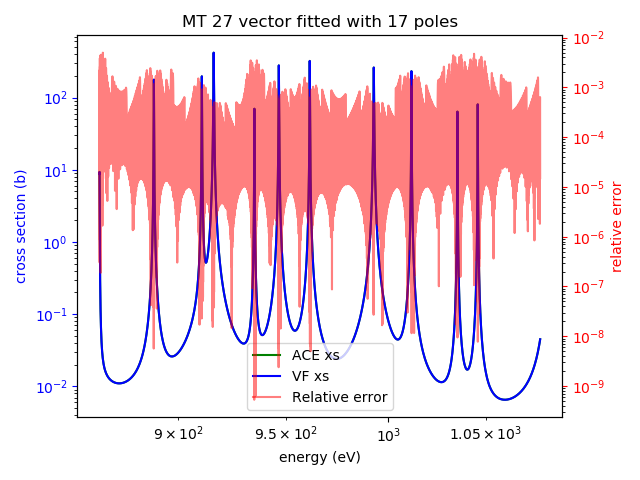 MT 27 vector fitted with 17 poles
cross section (b)
10²
10¹
10⁰
10⁻¹
10⁻²
10⁻²
10⁻³
10⁻⁴
10⁻⁵
10⁻⁶
10⁻⁷
10⁻⁸
10⁻⁹
relative error
ACE xs
VF xs
Relative error
9 × 10² 9.5 × 10² 10³ 1.05 × 10³
energy (eV)